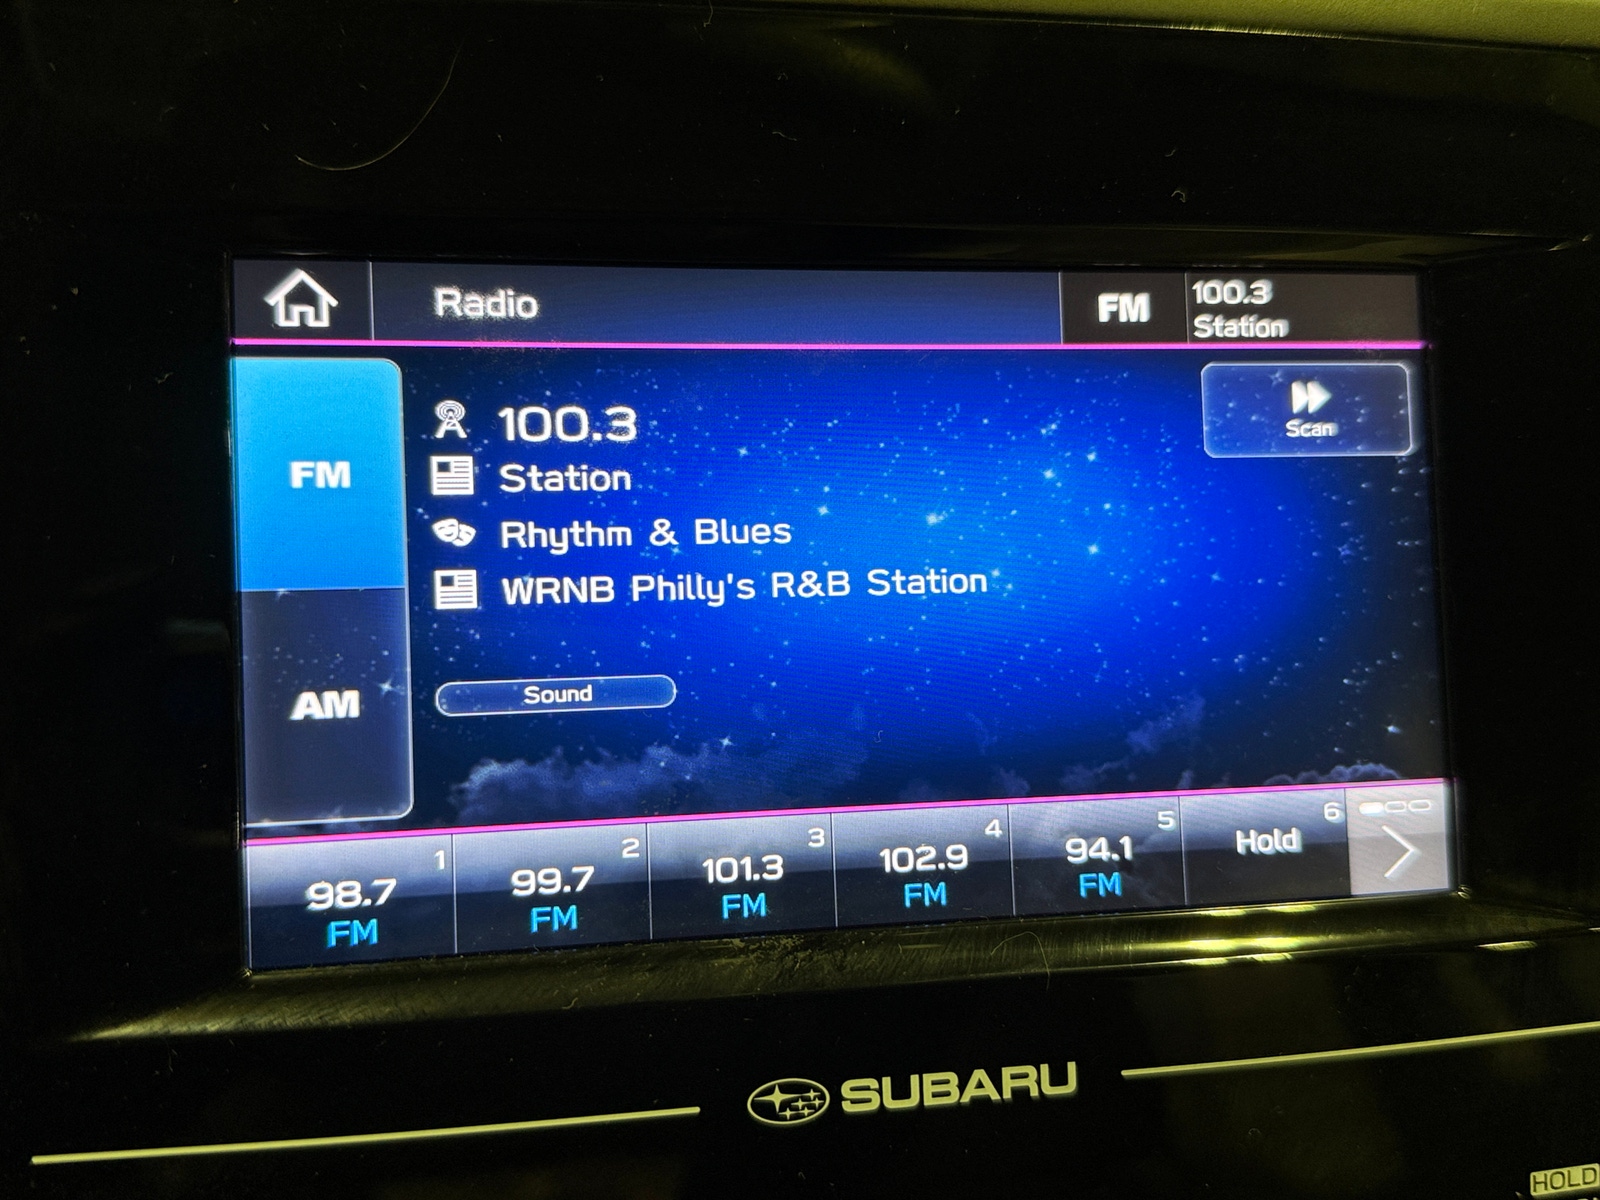 Radio
FM
100.3
Station
Scan
FM
AM
100.3
Station
Rhythm & Blues
WRNB Philly's R&B Station
Sound
1
98.7
FM
2
99.7
FM
3
101.3
FM
4
102.9
FM
5
94.1
FM
6
Hold
SUBARU
HOLD